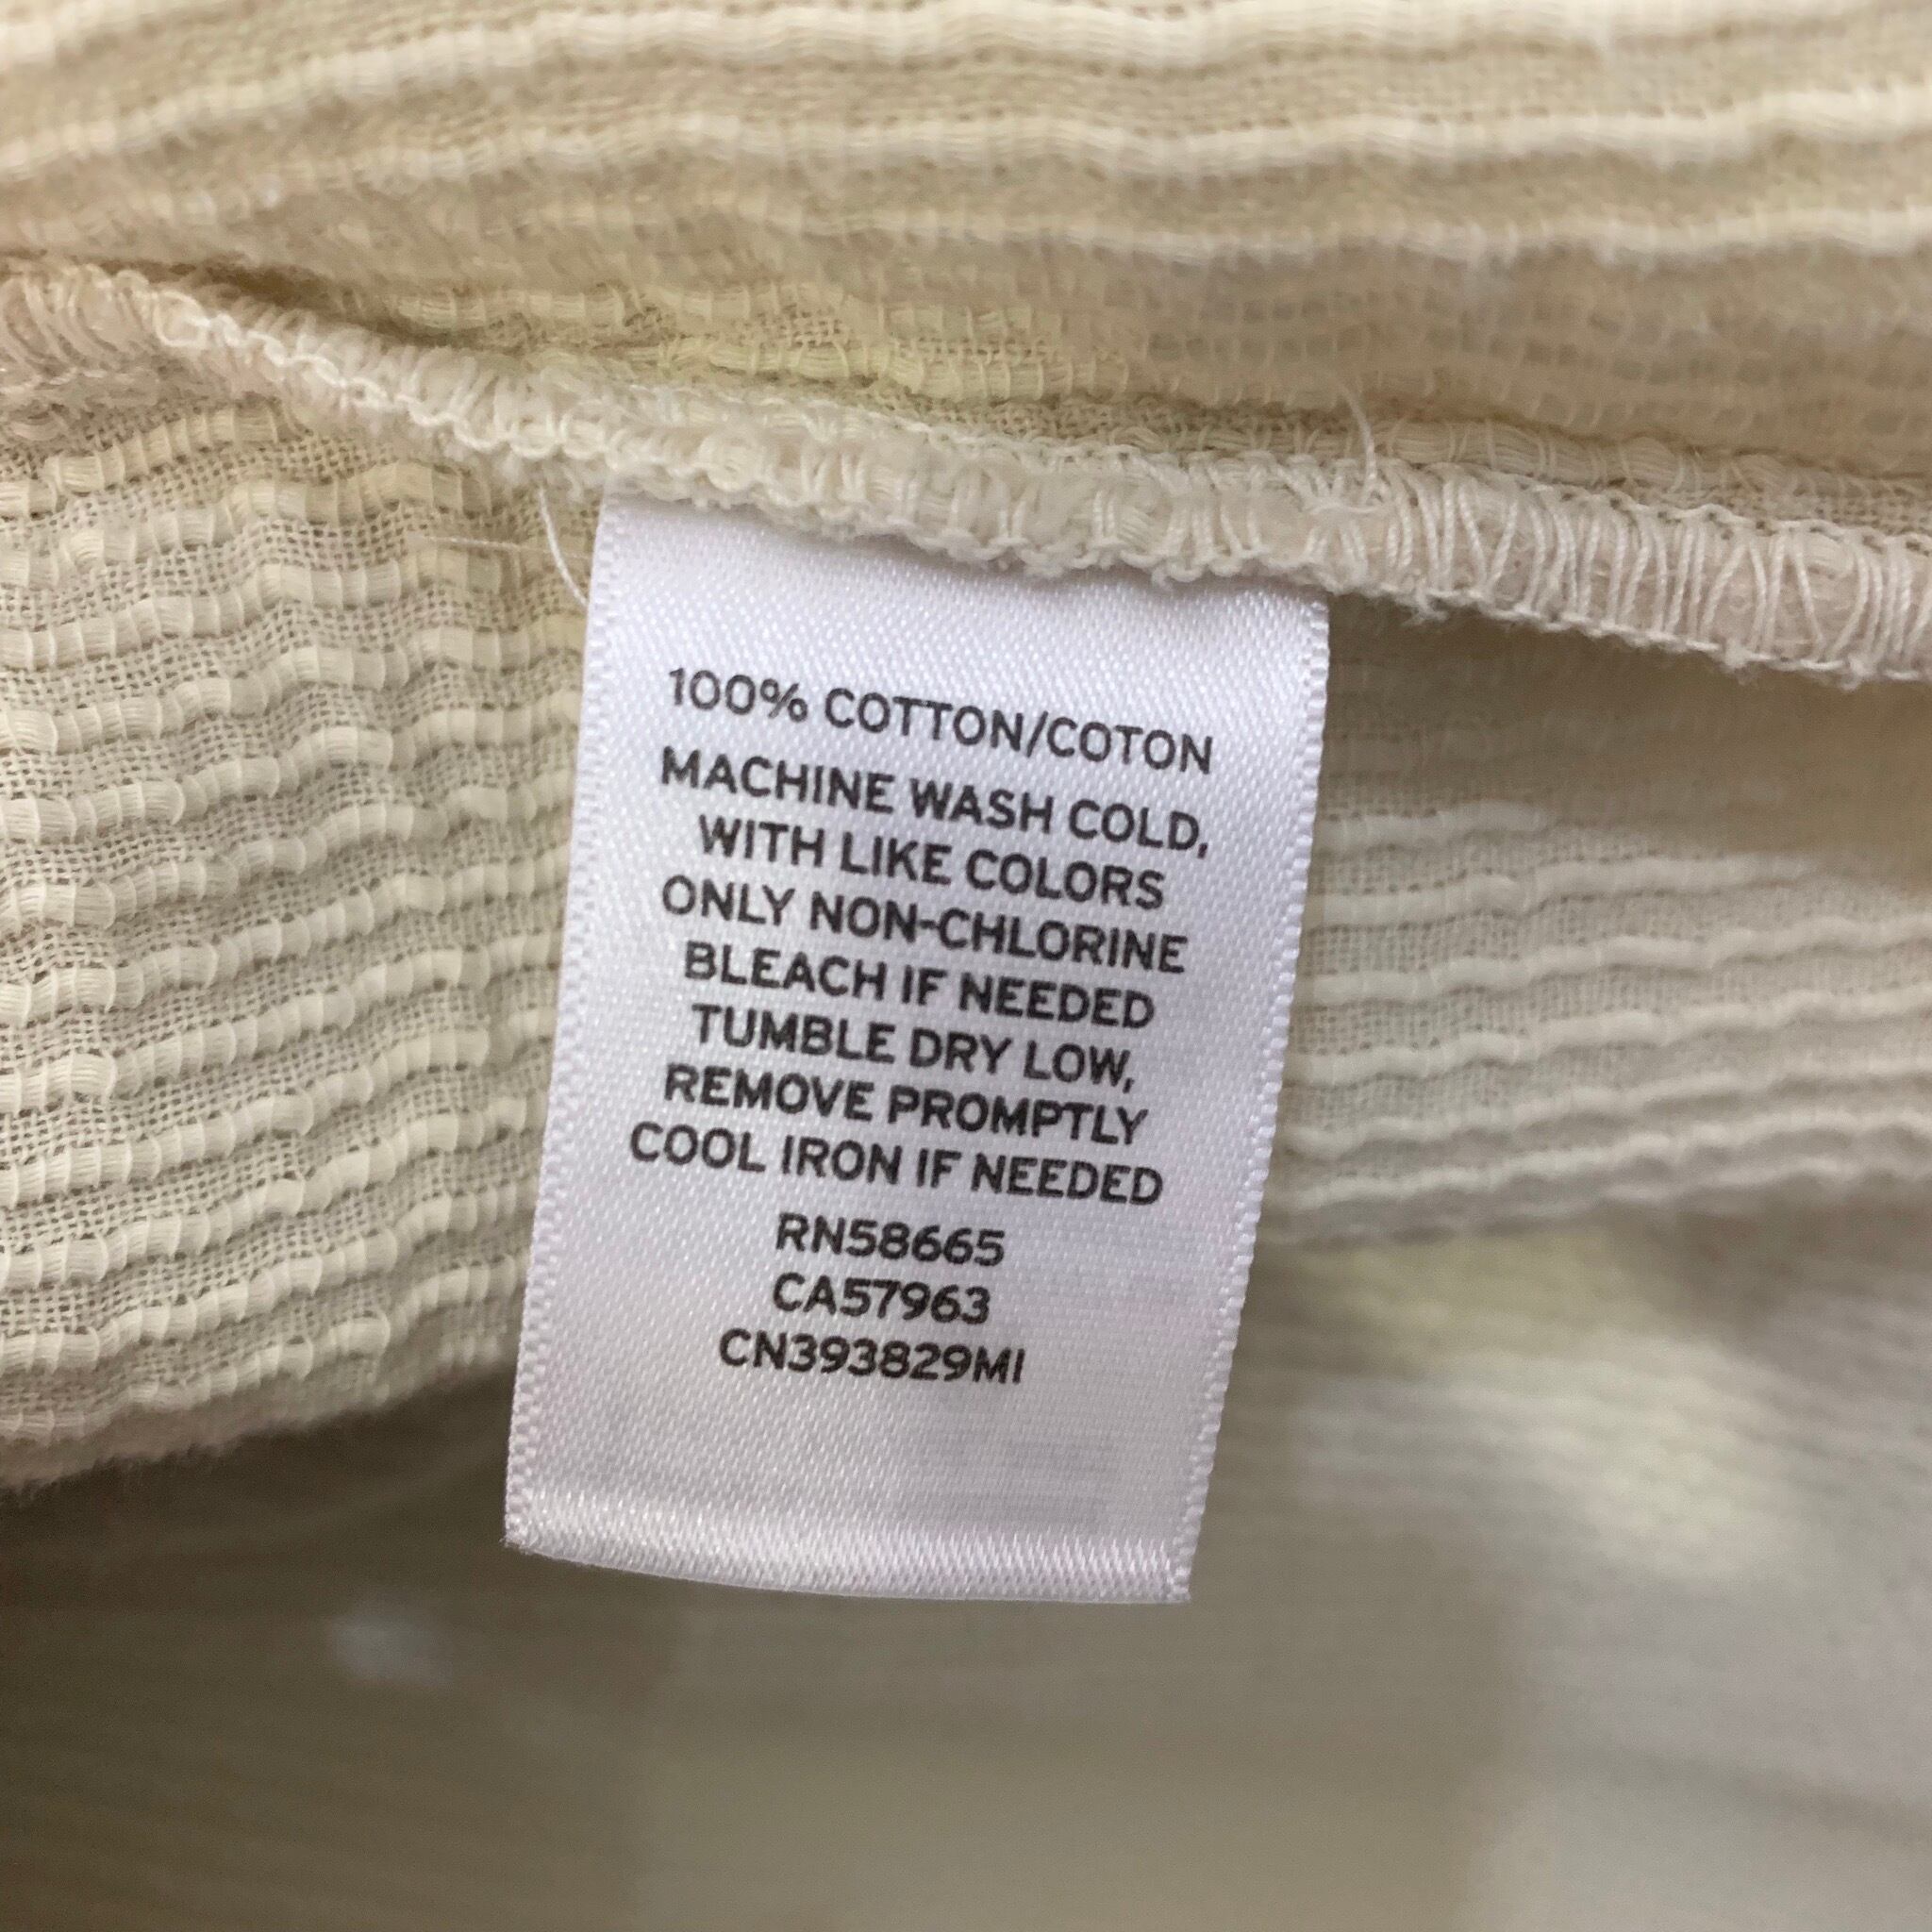 100% COTTON/COTON
MACHINE WASH COLD,
WITH LIKE COLORS
ONLY NON-CHLORINE
BLEACH IF NEEDED
TUMBLE DRY LOW,
REMOVE PROMPTLY
COOL IRON IF NEEDED
RN58665
CA57963
CN393829MI